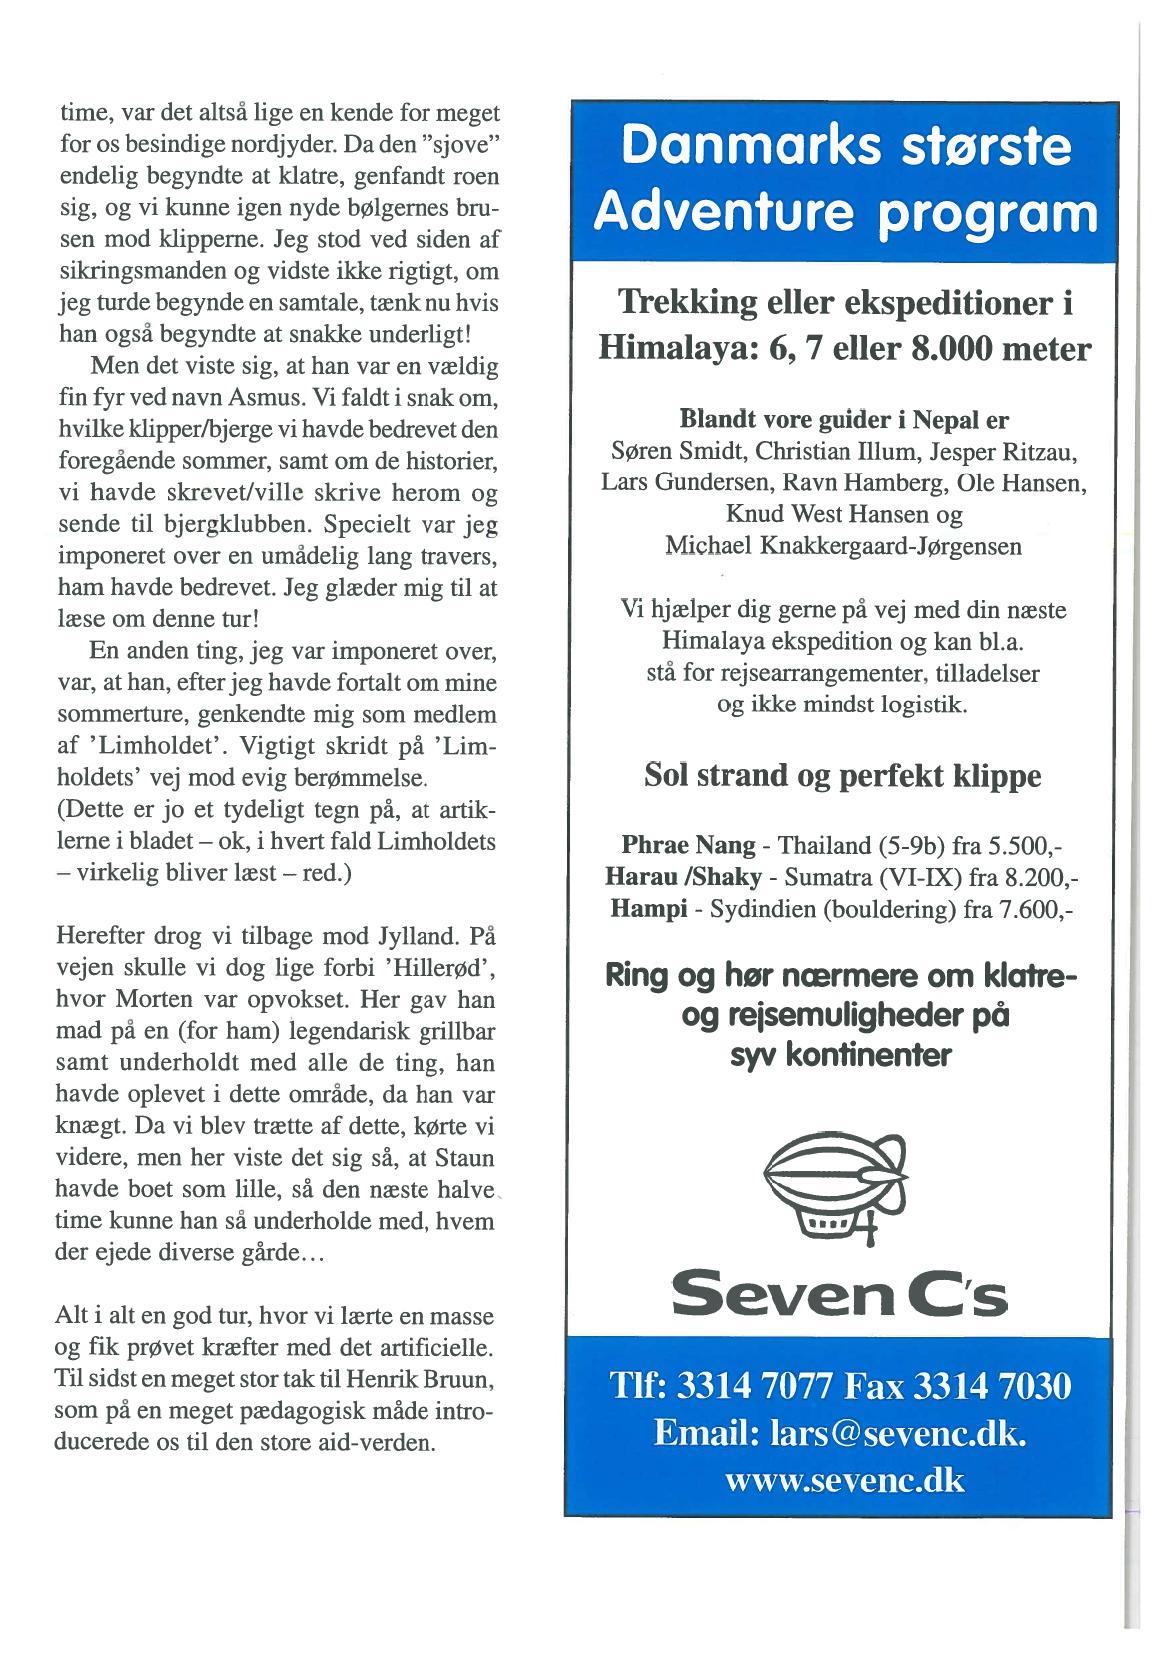 time, var det altså lige en kende for meget
for os besindige nordjyder. Da den ”sjove”
endelig begyndte at klatre, genfandt roen
sig, og vi kunne igen nyde bølgernes bru-
sen mod klipperne. Jeg stod ved siden af
sikringsmanden og vidste ikke rigtigt, om
jeg turde begynde en samtale, tænk nu hvis
han også begyndte at snakke underligt!
Men det viste sig, at han var en vældig
fin fyr ved navn Asmus. Vi faldt i snak om,
hvilke klipper/bjerge vi havde bedrevet den
foregående sommer, samt om de historier,
vi havde skrevet/ville skrive herom og
sende til bjergklubben. Specielt var jeg
imponeret over en umådelig lang travers,
ham havde bedrevet. Jeg glæder mig til at
læse om denne tur!
En anden ting, jeg var imponeret over,
var, at han, efter jeg havde fortalt om mine
sommerture, genkendte mig som medlem
af ’Limholdet’. Vigtigt skridt på ’Lim-
holdets’ vej mod evig berømmelse.
(Dette er jo et tydeligt tegn på, at artik-
lerne i bladet – ok, i hvert fald Limholdets
– virkelig bliver læst – red.)
Herefter drog vi tilbage mod Jylland. På
vejen skulle vi dog lige forbi ’Hillerød’,
hvor Morten var opvokset. Her gav han
mad på en (for ham) legendarisk grillbar
samt underholdt med alle de ting, han
havde oplevet i dette område, da han var
knægt. Da vi blev trætte af dette, kørte vi
videre, men her viste det sig så, at Staun
havde boet som lille, så den næste halve
time kunne han så underholde med, hvem
der ejede diverse gårde...
Alt i alt en god tur, hvor vi lærte en masse
og fik prøvet kræfter med det artificielle.
Til sidst en meget stor tak til Henrik Bruun,
som på en meget pædagogisk måde intro-
ducerede os til den store aid-verden.
Danmarks største
Adventure program
Trekking eller ekspeditioner i
Himalaya: 6, 7 eller 8.000 meter
Blandt vore guider i Nepal er
Søren Smidt, Christian Illum, Jesper Ritzau,
Lars Gundersen, Ravn Hamberg, Ole Hansen,
Knud West Hansen og
Michael Knakkergaard-Jørgensen
Vi hjælper dig gerne på vej med din næste
Himalaya ekspedition og kan bl.a.
stå for rejsearrangementer, tilladelser
og ikke mindst logistik.
Sol strand og perfekt klippe
Phrae Nang - Thailand (5-9b) fra 5.500,-
Harau /Shaky - Sumatra (VI-IX) fra 8.200,-
Hampi - Sydindien (bouldering) fra 7.600,-
Ring og hør nærmere om klatre-
og rejsemuligheder på
syv kontinenter
Seven C's
Tlf: 3314 7077 Fax 3314 7030
Email: lars@sevenc.dk.
www.sevenc.dk